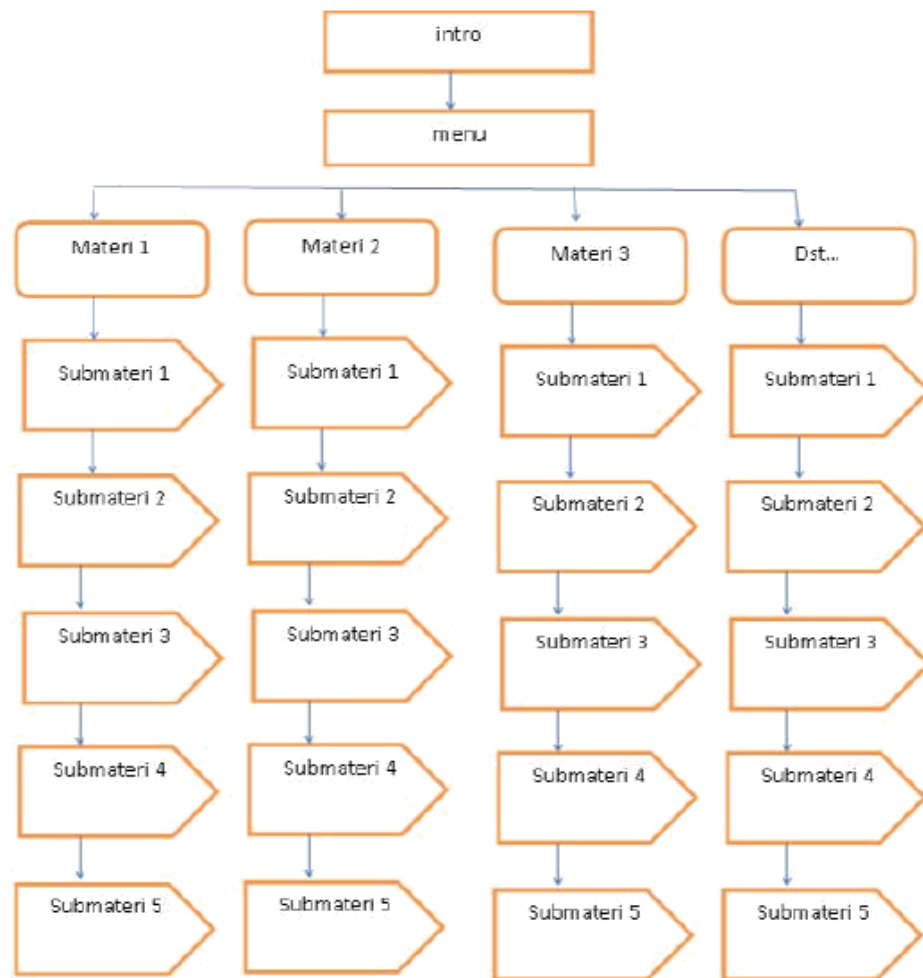 intro
menu
Materi 1
Materi 2
Materi 3
Dst...
Submateri 1
Submateri 1
Submateri 1
Submateri 1
Submateri 2
Submateri 2
Submateri 2
Submateri 2
Submateri 3
Submateri 3
Submateri 3
Submateri 3
Submateri 4
Submateri 4
Submateri 4
Submateri 4
Submateri 5
Submateri 5
Submateri 5
Submateri 5